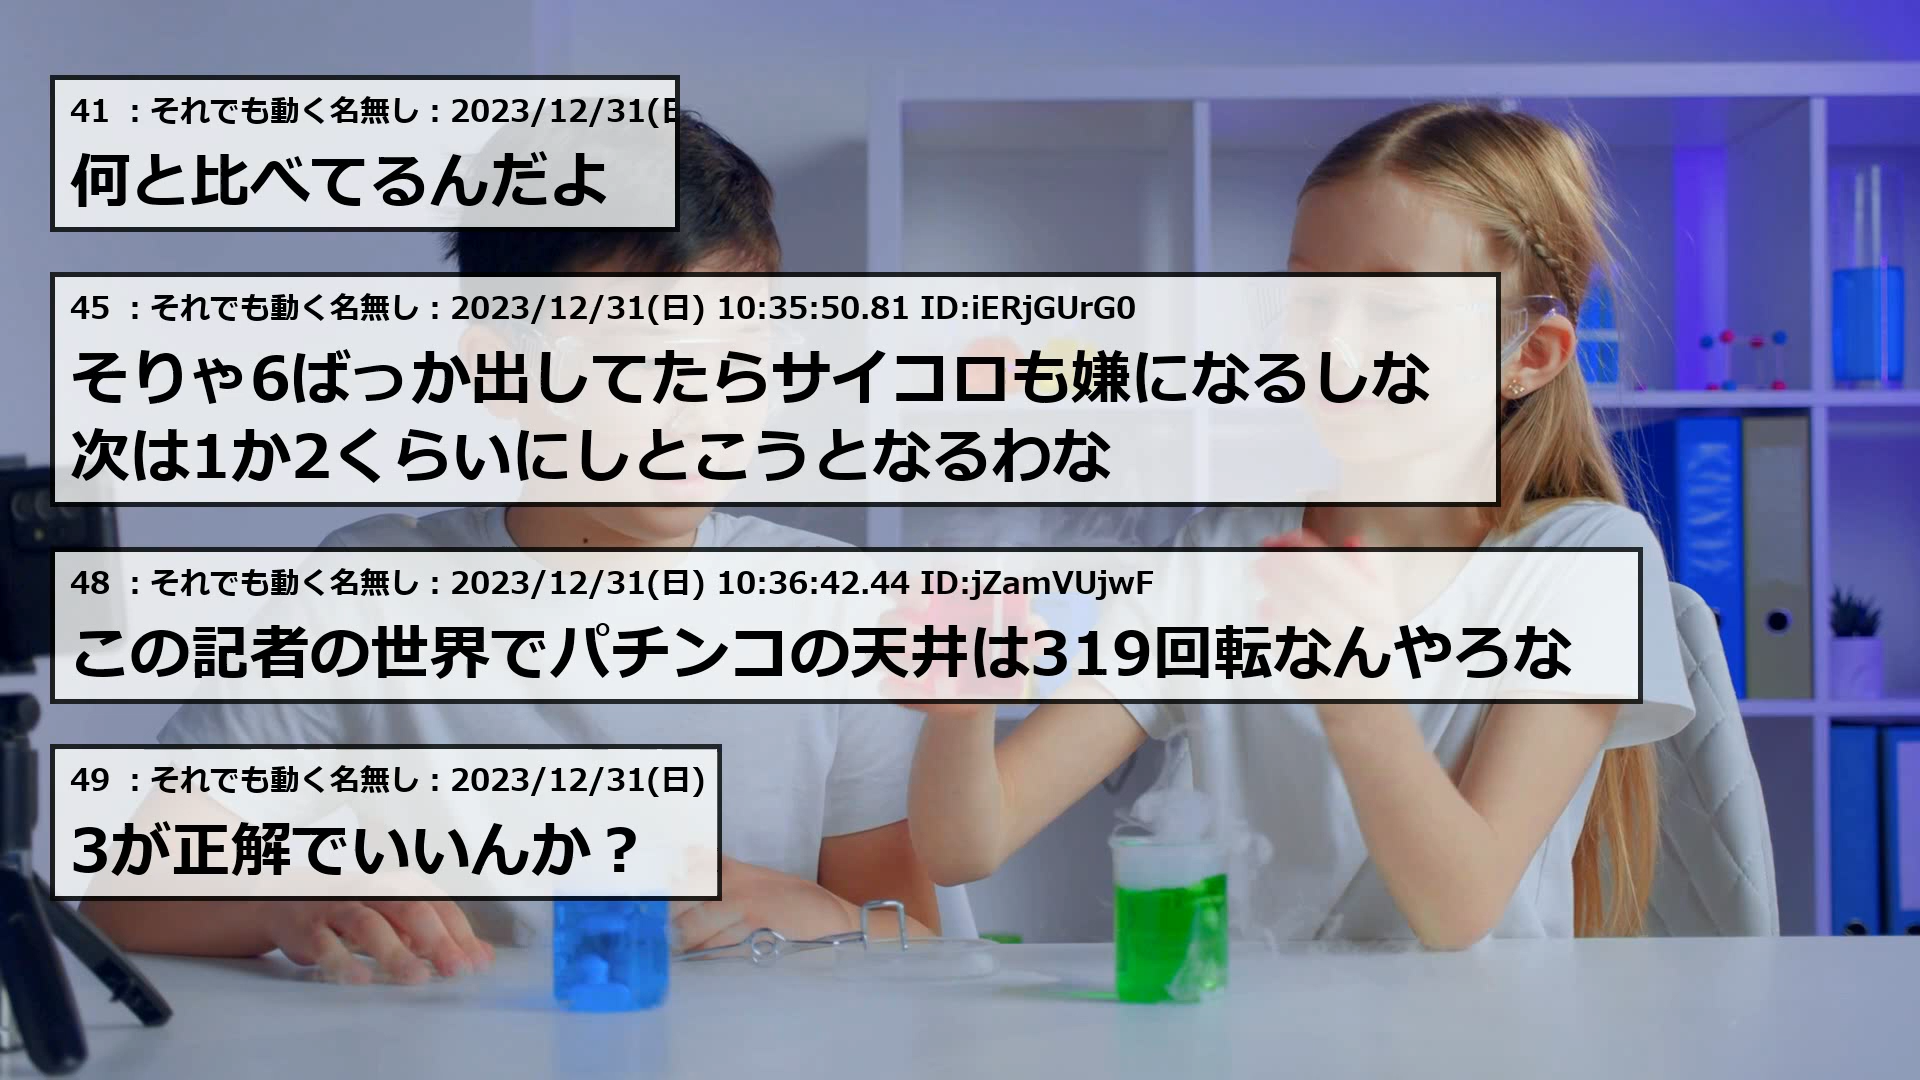 41 ：それでも動く名無し：2023/12/31(日
何と比べてるんだよ
45 ：それでも動く名無し：2023/12/31(日) 10:35:50.81 ID:iERjGUrG0
そりゃ6ばっか出してたらサイコロも嫌になるしな
次は1か2くらいにしとこうとなるわな
48 ：それでも動く名無し：2023/12/31(日) 10:36:42.44 ID:jZamVUjwF
この記者の世界でパチンコの天井は319回転なんやろな
49 ：それでも動く名無し：2023/12/31(日)
3が正解でいいんか？